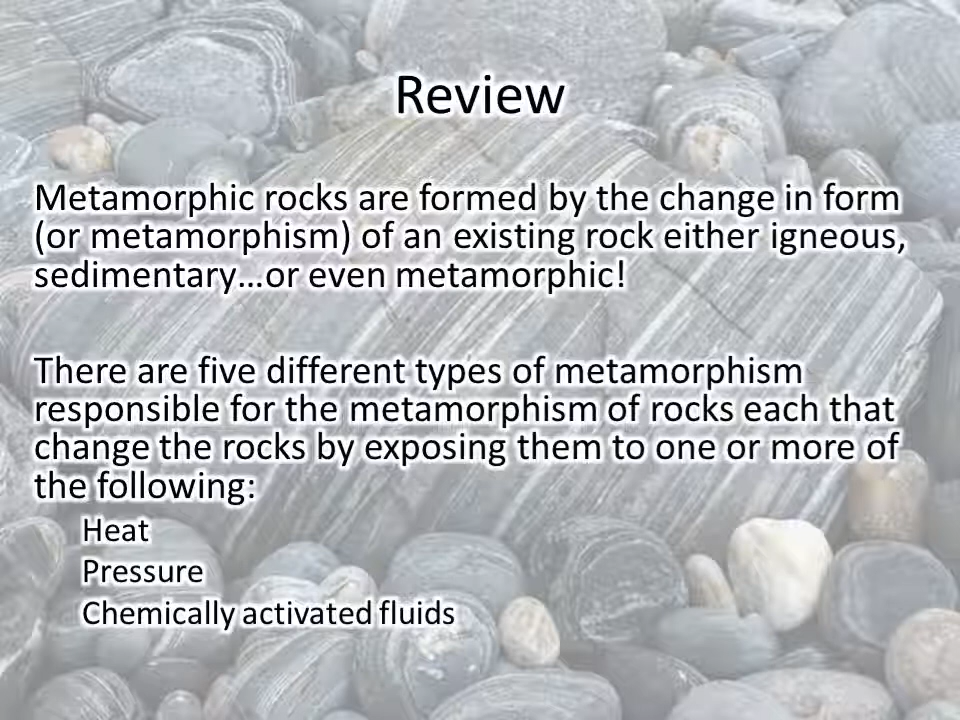 Review
Metamorphic rocks are formed by the change in form
(or metamorphism) of an existing rock either igneous,
sedimentary…or even metamorphic!
There are five different types of metamorphism
responsible for the metamorphism of rocks each that
change the rocks by exposing them to one or more of
the following:
Heat
Pressure
Chemically activated fluids